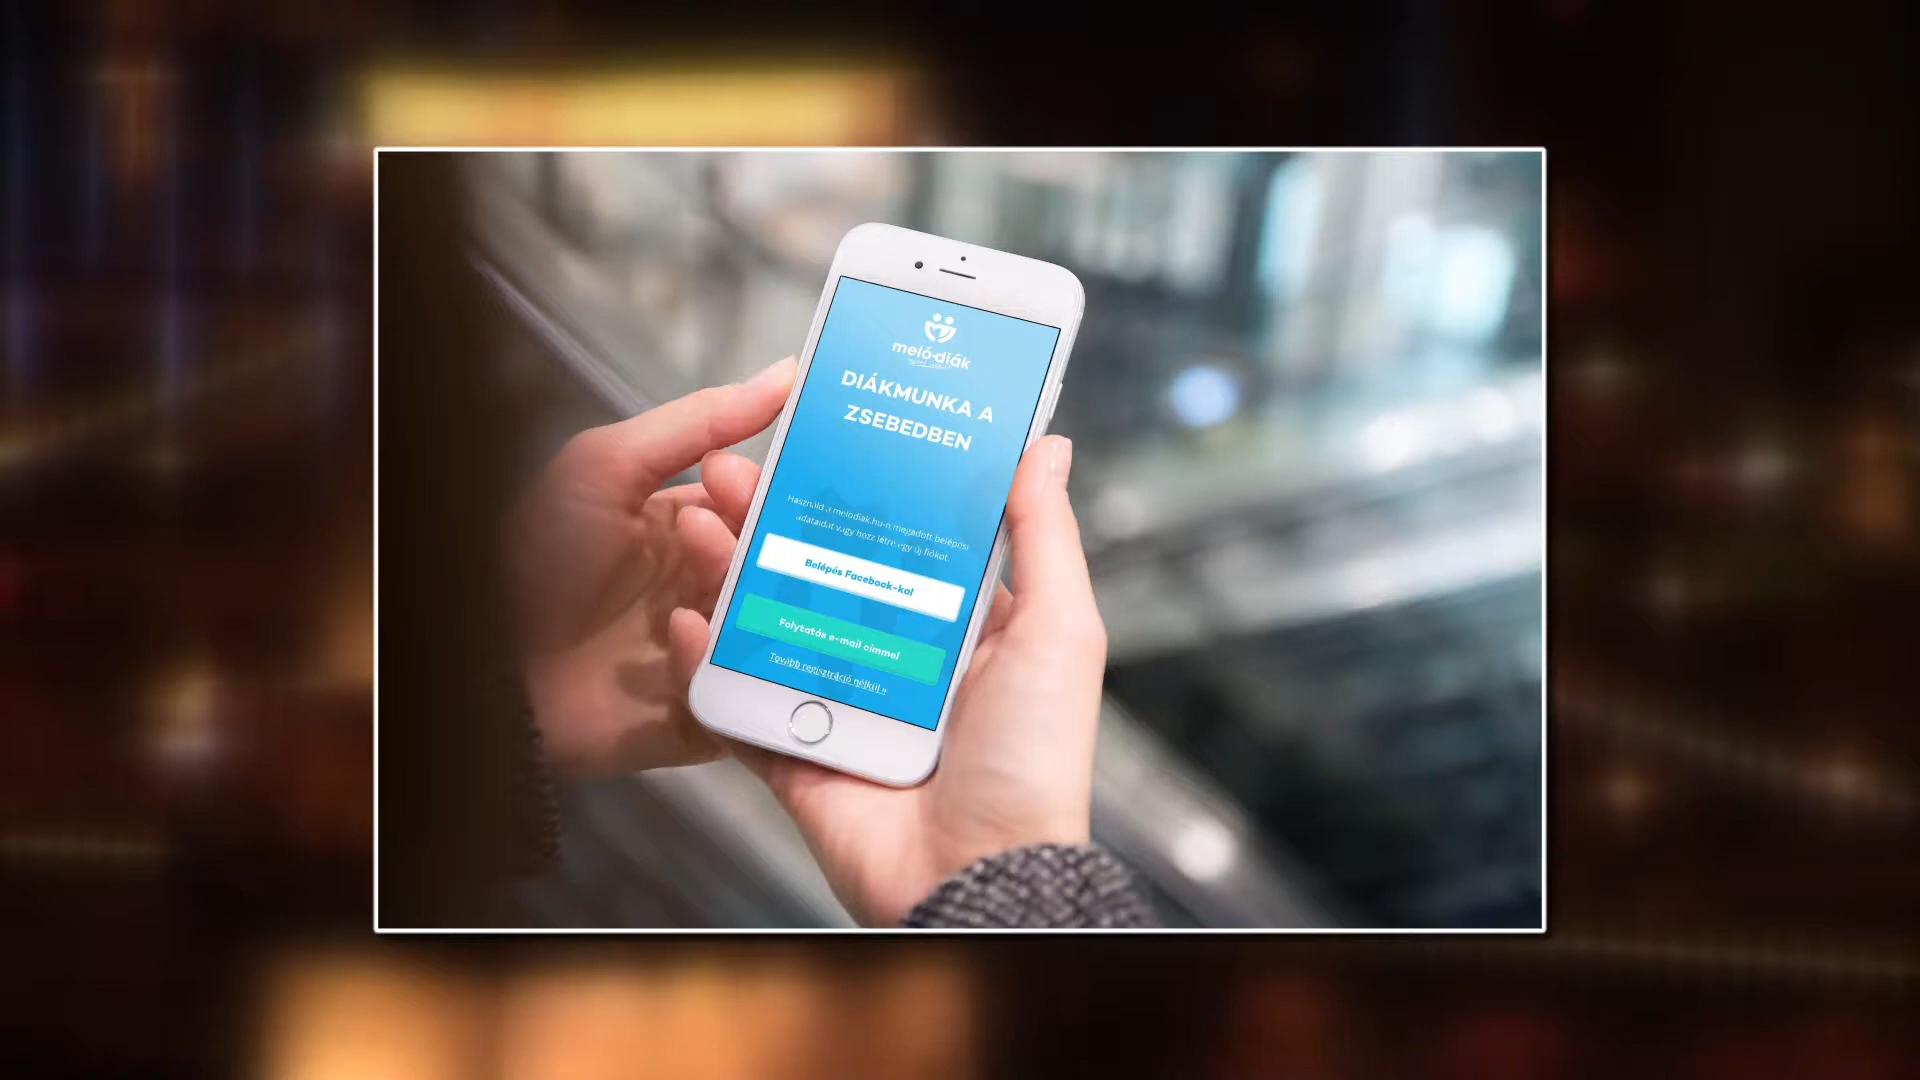 meló-diák
DIÁKMUNKA A
ZSEBEDBEN
Használd a melodiak.hu-n megadott belépési
adataidat vagy hozz létre egy új fiókot.
Belépés Facebook-kal
Folytatás e-mail címmel
Tovább regisztráció nélkül »